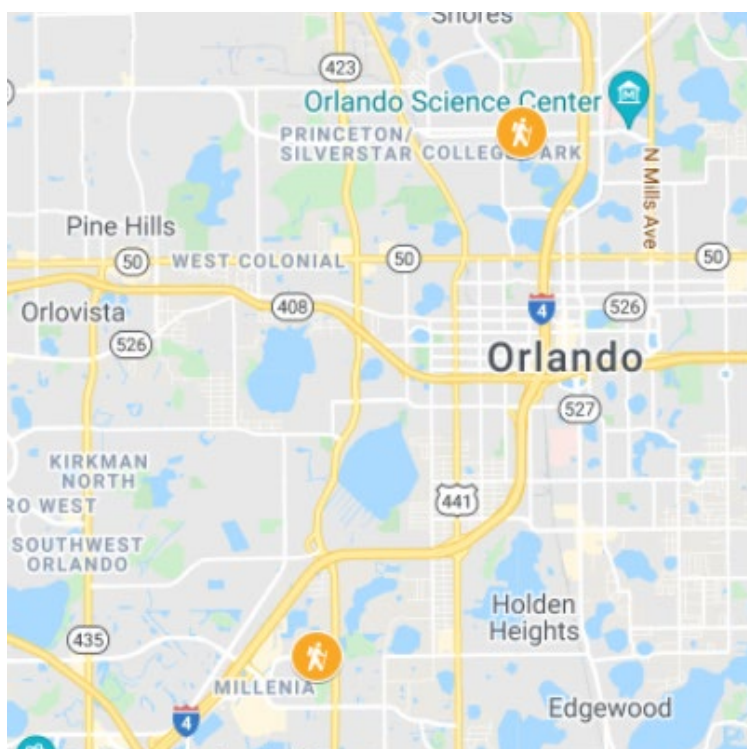 Shores
423
Orlando Science Center
PRINCETON/
SILVERSTAR
COLLEGE PARK
N Mills Ave
Pine Hills
50
WEST COLONIAL
50
50
Orlovista
408
4
526
526
Orlando
527
KIRKMAN
NORTH
RO WEST
441
SOUTHWEST
ORLANDO
Holden
Heights
435
MILLENIA
4
Edgewood